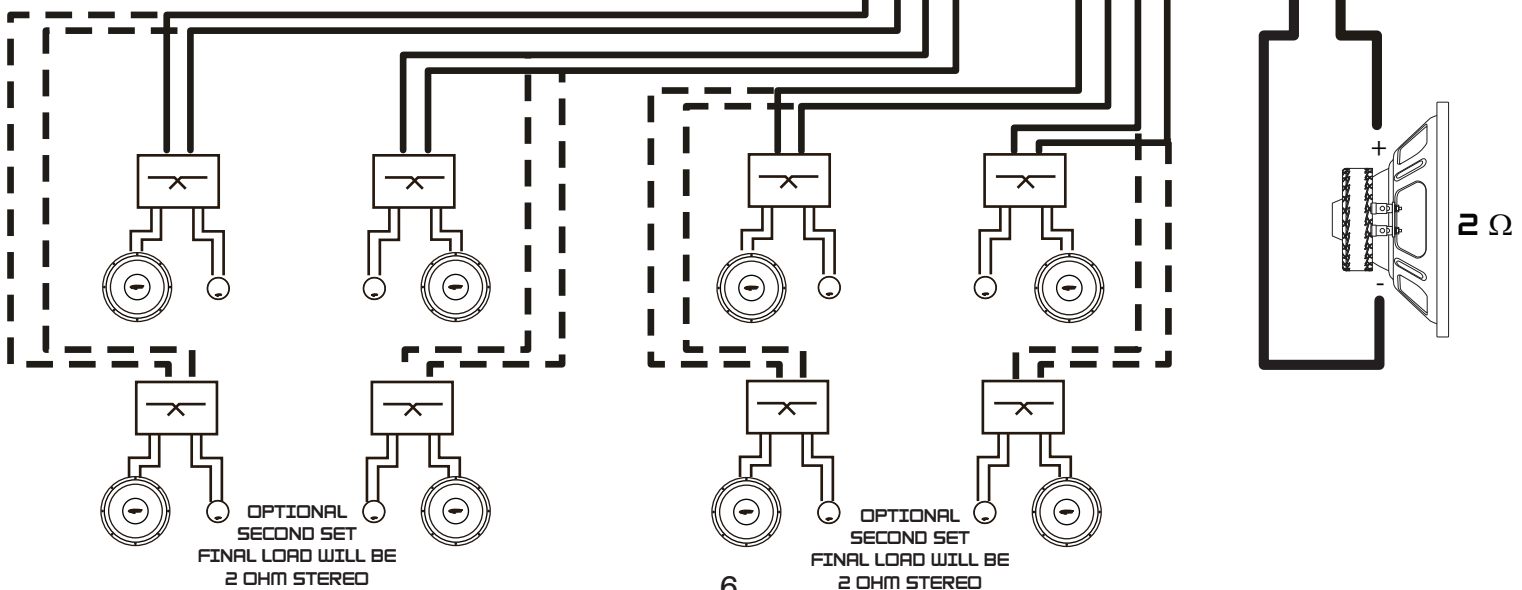 +
2 Ω
-
OPTIONAL
SECOND SET
FINAL LOAD WILL BE
2 OHM STEREO
OPTIONAL
SECOND SET
FINAL LOAD WILL BE
2 OHM STEREO
6